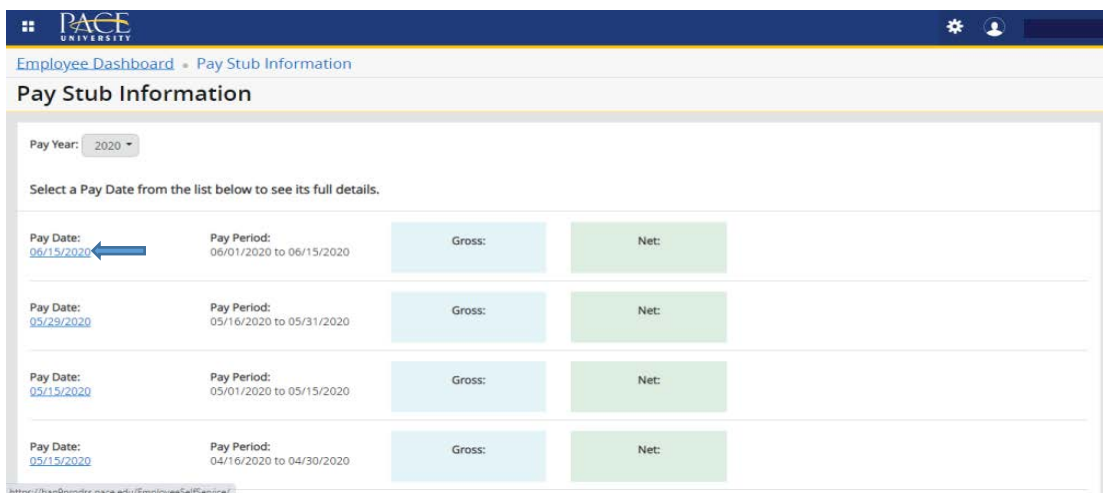 PACE
UNIVERSITY
Employee Dashboard • Pay Stub Information
Pay Stub Information
Pay Year: 2020
Select a Pay Date from the list below to see its full details.
Pay Date: Pay Period: Gross: Net:
06/15/2020 06/01/2020 to 06/15/2020
Pay Date: Pay Period: Gross: Net:
05/29/2020 05/16/2020 to 05/31/2020
Pay Date: Pay Period: Gross: Net:
05/15/2020 05/01/2020 to 05/15/2020
Pay Date: Pay Period: Gross: Net:
05/15/2020 04/16/2020 to 04/30/2020